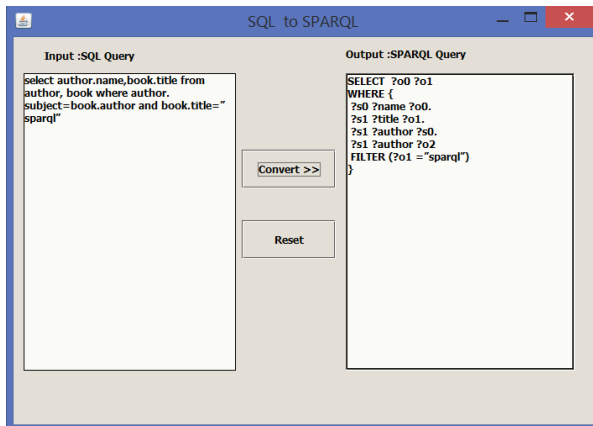 SQL to SPARQL
Input :SQL Query
select author.name,book.title from
author, book where author.
subject=book.author and book.title=”
sparql”
Convert >>
Reset
Output :SPARQL Query
SELECT ?o0 ?o1
WHERE {
?s0 ?name ?o0.
?s1 ?title ?o1.
?s1 ?author ?s0.
?s1 ?author ?o2
FILTER (?o1 =”sparql”)
}